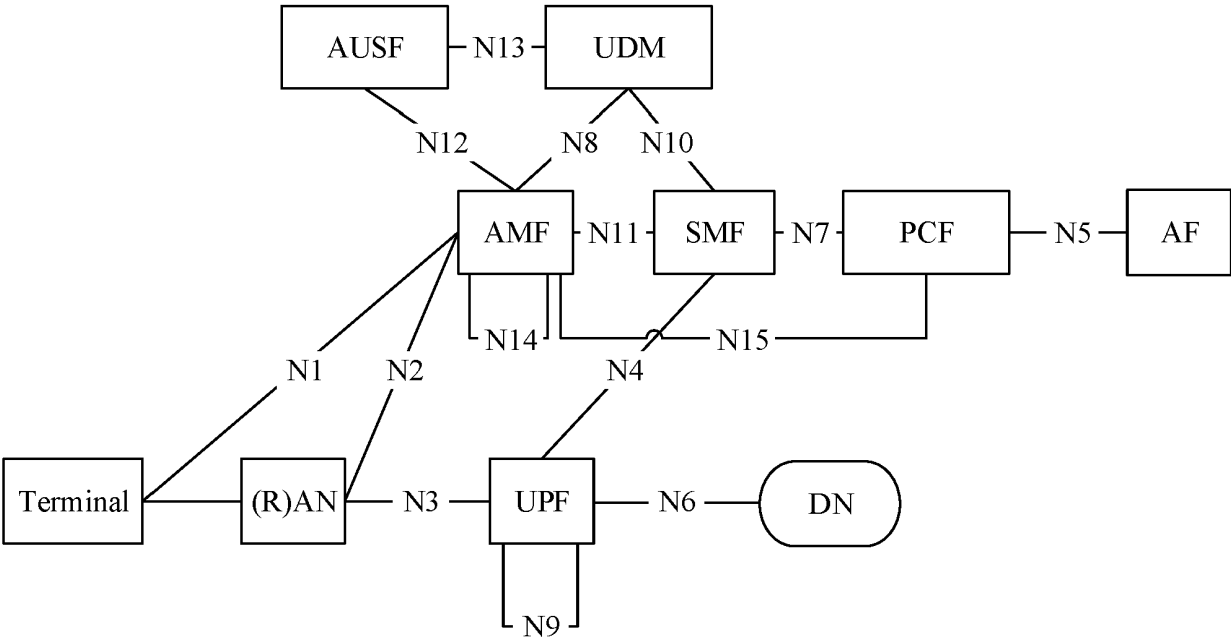 AUSF N13 UDM
N12 N8 N10
AMF N11 SMF N7 PCF N5 AF
N14 N15
N1 N2 N4
Terminal (R)AN N3 UPF N6 DN
N9